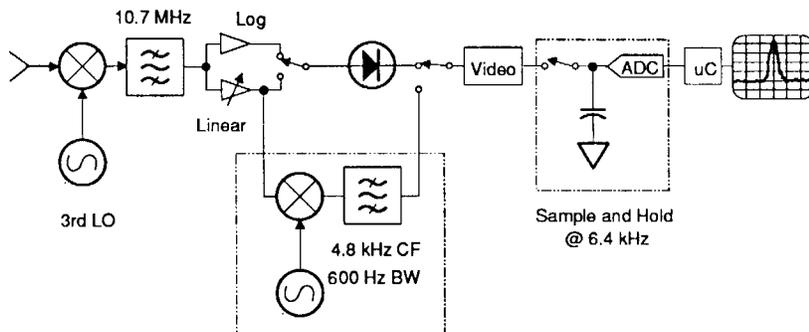 10.7 MHz
Log
Linear
3rd LO
Video
ADC
uC
4.8 kHz CF
600 Hz BW
Sample and Hold
@ 6.4 kHz